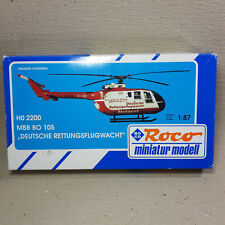 H0 2200
MBB BO 105
„DEUTSCHE RETTUNGSFLUGWACHT"
Deutsche
Rettungsflugwacht
1:87
Roco
miniatur modell